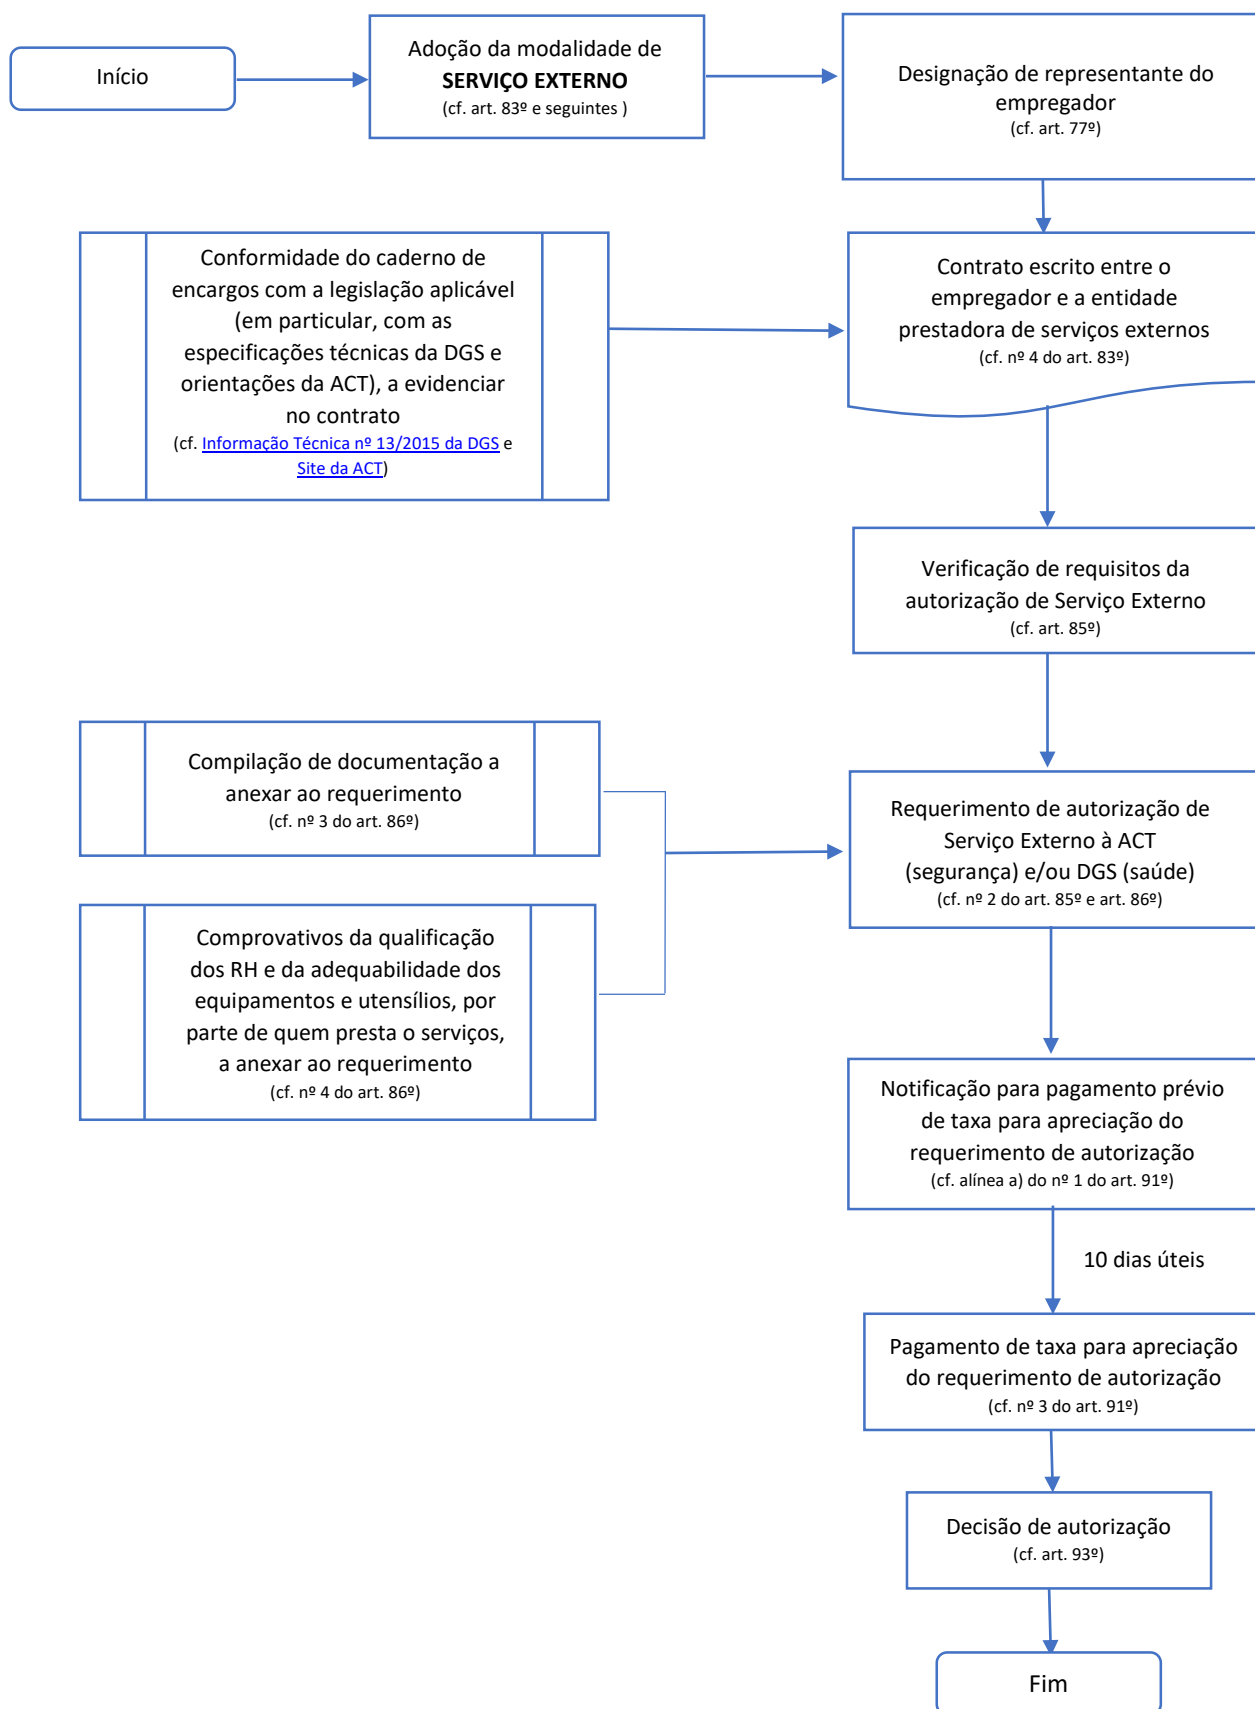 Início
Adoção da modalidade de
SERVIÇO EXTERNO
(cf. art. 83º e seguintes )
Designação de representante do
empregador
(cf. art. 77º)
Conformidade do caderno de
encargos com a legislação aplicável
(em particular, com as
especificações técnicas da DGS e
orientações da ACT), a evidenciar
no contrato
(cf. Informação Técnica nº 13/2015 da DGS e
Site da ACT)
Contrato escrito entre o
empregador e a entidade
prestadora de serviços externos
(cf. nº 4 do art. 83º)
Verificação de requisitos da
autorização de Serviço Externo
(cf. art. 85º)
Compilação de documentação a
anexar ao requerimento
(cf. nº 3 do art. 86º)
Requerimento de autorização de
Serviço Externo à ACT
(segurança) e/ou DGS (saúde)
(cf. nº 2 do art. 85º e art. 86º)
Comprovativos da qualificação
dos RH e da adequabilidade dos
equipamentos e utensílios, por
parte de quem presta o serviços,
a anexar ao requerimento
(cf. nº 4 do art. 86º)
Notificação para pagamento prévio
de taxa para apreciação do
requerimento de autorização
(cf. alínea a) do nº 1 do art. 91º)
10 dias úteis
Pagamento de taxa para apreciação
do requerimento de autorização
(cf. nº 3 do art. 91º)
Decisão de autorização
(cf. art. 93º)
Fim